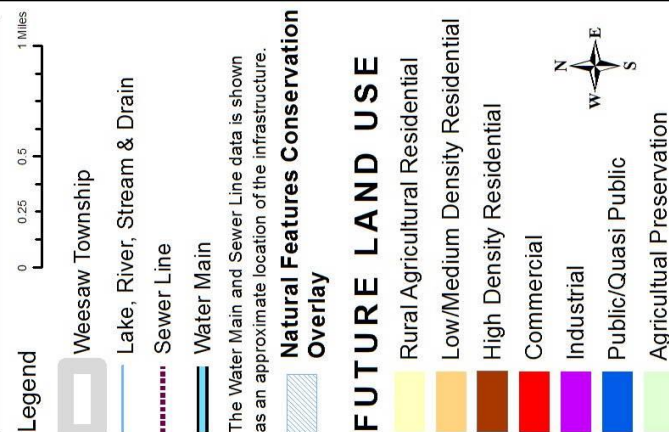 Legend
0 0.25 0.5 1 Miles
Weesaw Township
Lake, River, Stream & Drain
Sewer Line
Water Main
The Water Main and Sewer Line data is shown
as an approximate location of the infrastructure.
Natural Features Conservation
Overlay
FUTURE LAND USE
Rural Agricultural Residential
Low/Medium Density Residential
High Density Residential
Commercial
Industrial
Public/Quasi Public
Agricultural Preservation
N
W E
S